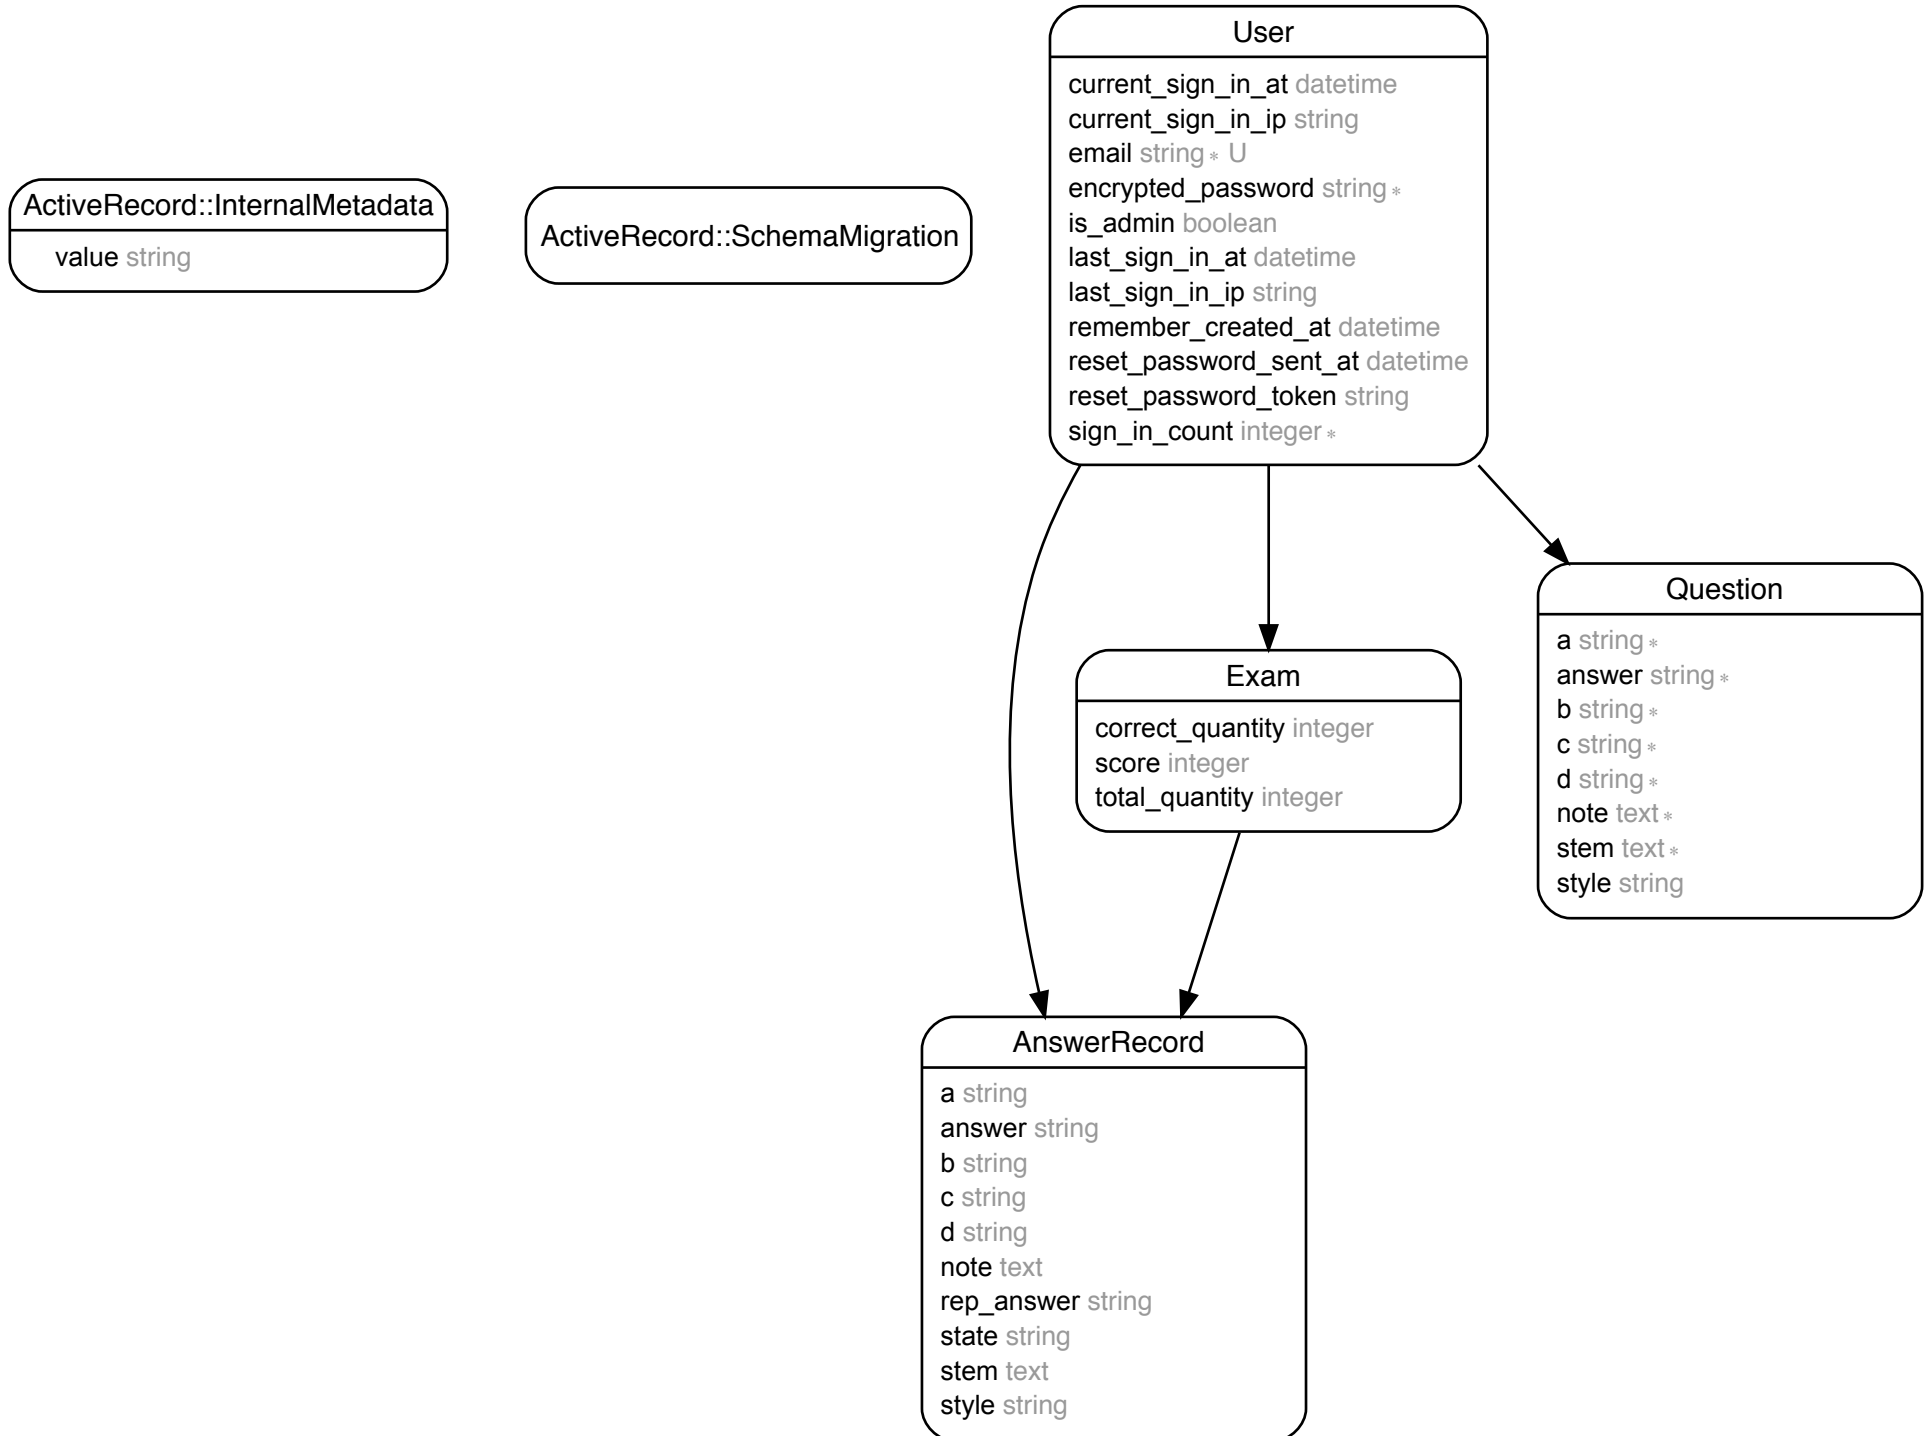 User
current_sign_in_at datetime
current_sign_in_ip string
email string* U
encrypted_password string*
is_admin boolean
last_sign_in_at datetime
last_sign_in_ip string
remember_created_at datetime
reset_password_sent_at datetime
reset_password_token string
sign_in_count integer*
ActiveRecord::InternalMetadata
value string
ActiveRecord::SchemaMigration
Question
a string*
answer string*
b string*
c string*
d string*
note text*
stem text*
style string
Exam
correct_quantity integer
score integer
total_quantity integer
AnswerRecord
a string
answer string
b string
c string
d string
note text
rep_answer string
state string
stem text
style string